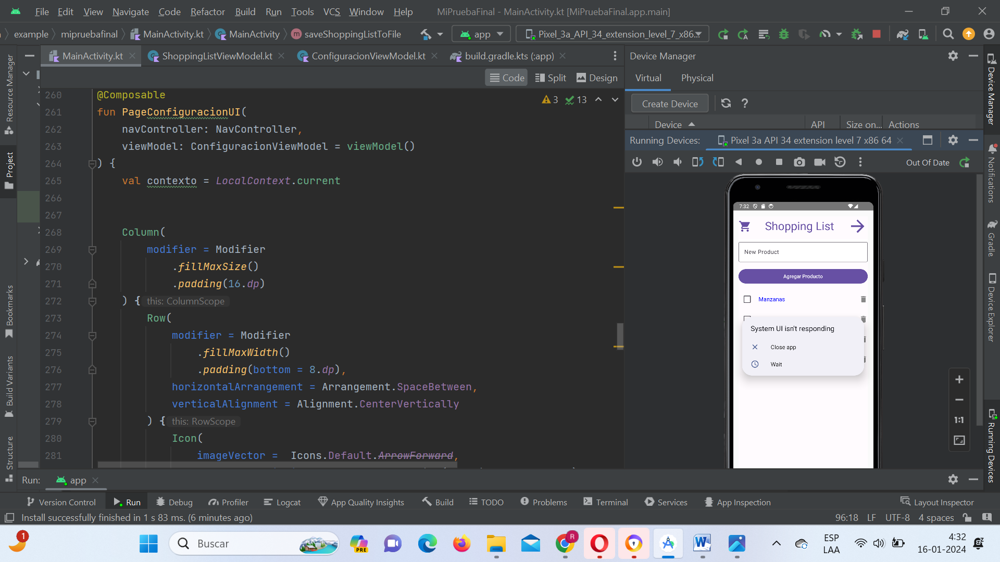 File Edit View Navigate Code Refactor Build Run Tools VCS Window Help MiPruebaFinal - MainActivity.kt [MiPruebaFinal.app.main]
example mipruebafinal MainActivity.kt MainActivity saveShoppingListToFile app Pixel_3a_API_34_extension_level_7_x86...
MainActivity.kt ShoppingListViewModel.kt ConfiguracionViewModel.kt build.gradle.kts (:app)
Code Split Design
3 13
260 @Composable
261 fun PageConfiguracionUI(
262 navController: NavController,
263 viewModel: ConfiguracionViewModel = viewModel()
264 ) {
265 val contexto = LocalContext.current
266
267
268 Column(
269 modifier = Modifier
270 .fillMaxSize()
271 .padding(16.dp)
272 ) { this: ColumnScope
273 Row(
274 modifier = Modifier
275 .fillMaxWidth()
276 .padding(bottom = 8.dp),
277 horizontalArrangement = Arrangement.SpaceBetween,
278 verticalAlignment = Alignment.CenterVertically
279 ) { this: RowScope
280 Icon(
281 imageVector = Icons.Default.ArrowForward,
Resource Manager
Project
Bookmarks
Build Variants
Structure
Device Manager
Virtual Physical
Create Device ?
Device API Size on... Actions
Running Devices: Pixel 3a API 34 extension level 7 x86 64
Out Of Date
7:32
Shopping List
New Product
Agregar Producto
Manzanas
System UI isn't responding
Close app
Wait
1:1
Device Manager
Notifications
Gradle
Device Explorer
Running Devices
Run: app
Version Control Run Debug Profiler Logcat App Quality Insights Build TODO Problems Terminal Services App Inspection Layout Inspector
Install successfully finished in 1 s 83 ms. (6 minutes ago) 96:18 LF UTF-8 4 spaces
1
Buscar
PRE
R
ESP
LAA
4:32
16-01-2024